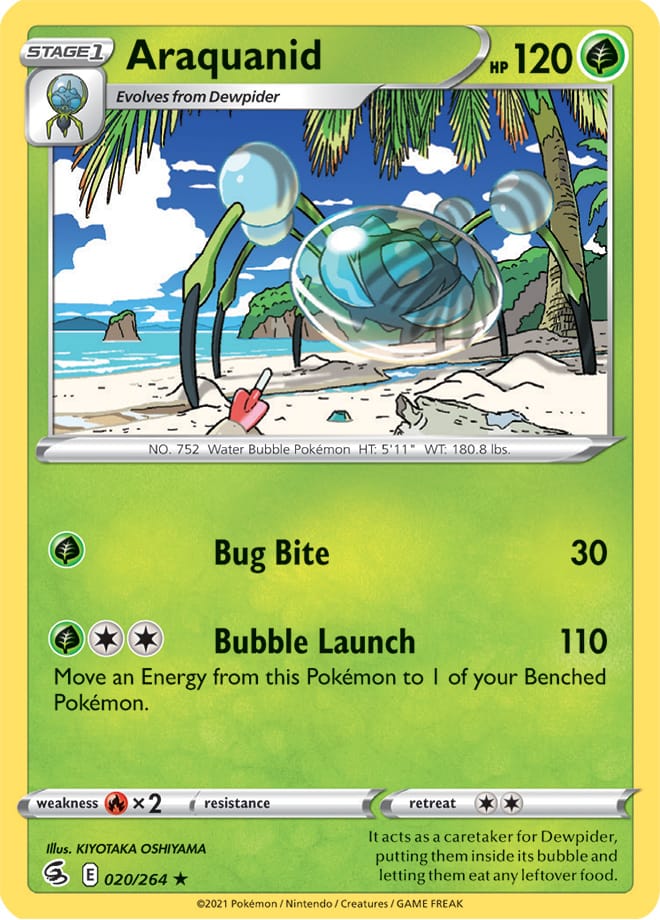 STAGE 1 Araquanid HP 120
Evolves from Dewpider
NO. 752 Water Bubble Pokémon HT: 5'11" WT: 180.8 lbs.
Bug Bite 30
Bubble Launch 110
Move an Energy from this Pokémon to 1 of your Benched
Pokémon.
weakness ×2 resistance retreat
Illus. KIYOTAKA OSHIYAMA
E 020/264 ★
It acts as a caretaker for Dewpider,
putting them inside its bubble and
letting them eat any leftover food.
©2021 Pokémon / Nintendo / Creatures / GAME FREAK